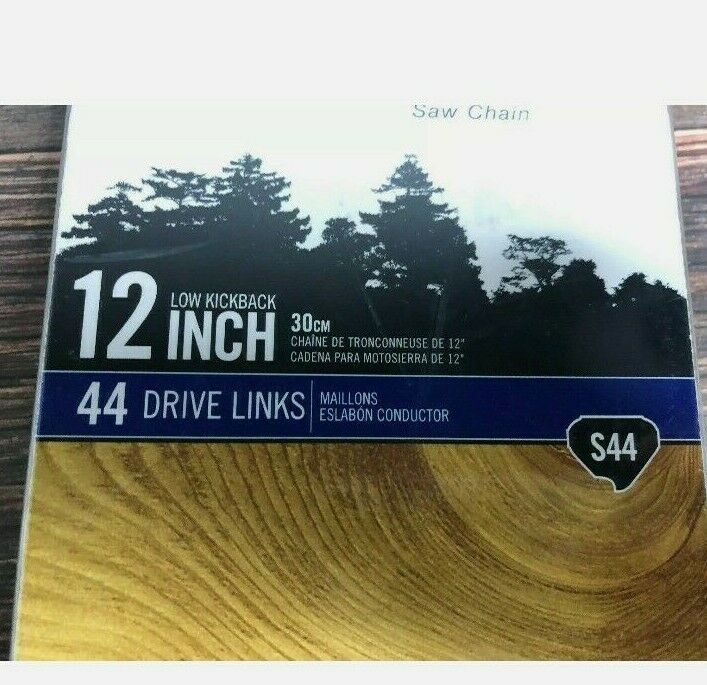 Saw Chain
12 LOW KICKBACK INCH
30CM
CHAÎNE DE TRONCONNEUSE DE 12"
CADENA PARA MOTOSIERRA DE 12"
44 DRIVE LINKS
MAILLONS
ESLABÓN CONDUCTOR
S44